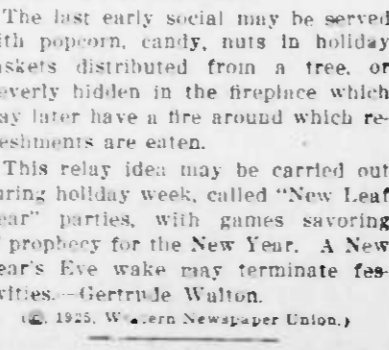 The last early social may be served
ith popcorn, candy, nuts in holiday
askets distributed from a tree, or
everly hidden in the fireplace which
ay later have a fire around which re-
eshments are eaten.
This relay idea may be carried out
uring holiday week, called "New Leaf
ear" parties, with games savoring
prophecy for the New Year. A New
ear's Eve wake may terminate fes-
vities.—Gertrude Walton.
1925, Western Newspaper Union.)